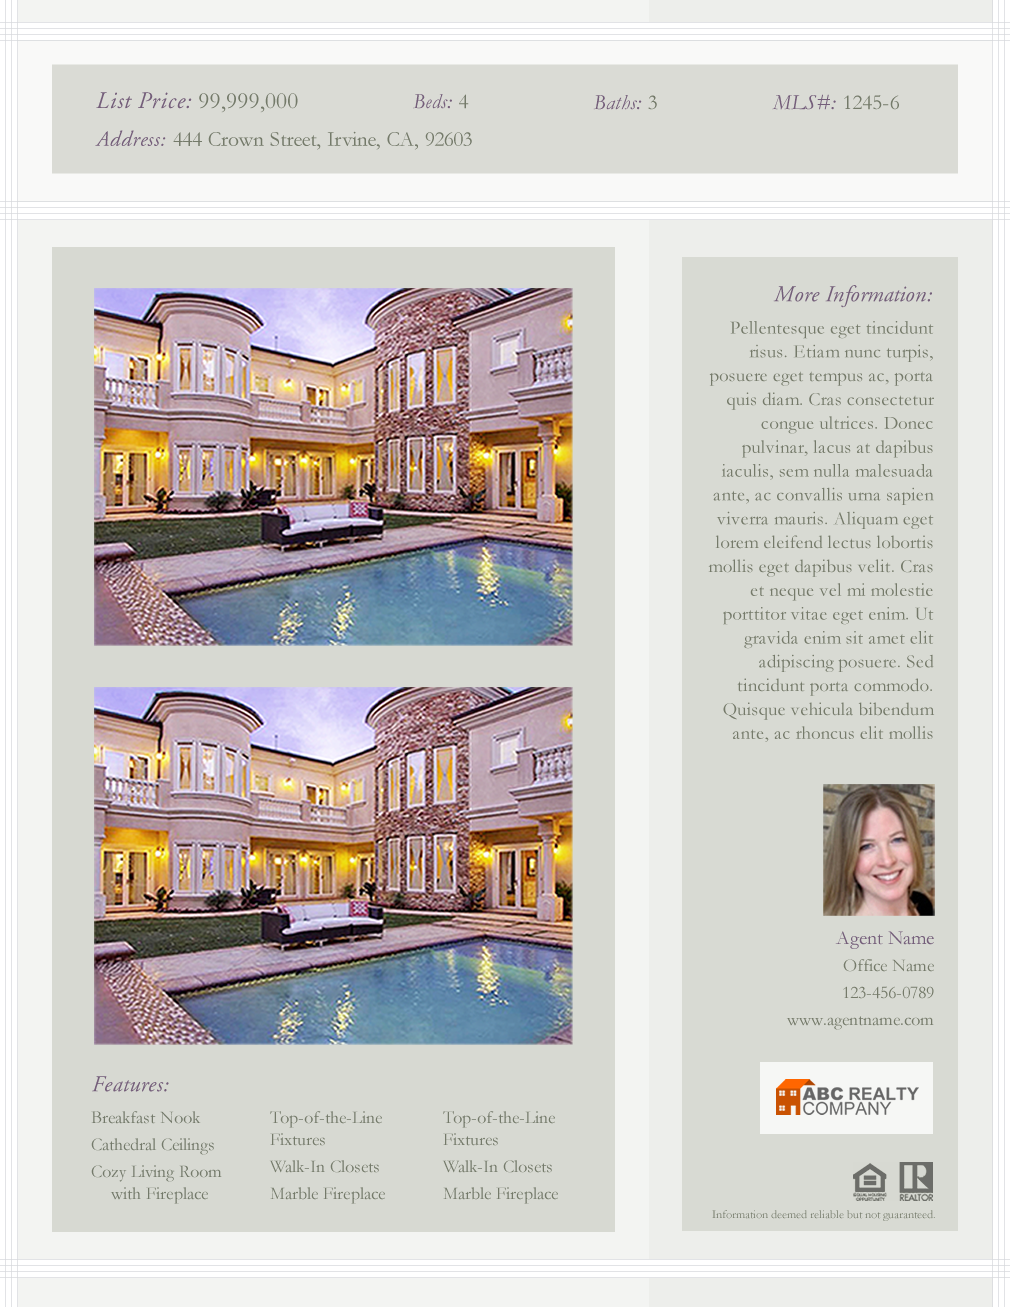 List Price: 99,999,000
Beds: 4
Baths: 3
MLS#: 1245-6
Address: 444 Crown Street, Irvine, CA, 92603
Features:
Breakfast Nook
Cathedral Ceilings
Cozy Living Room
with Fireplace
Top-of-the-Line
Fixtures
Walk-In Closets
Marble Fireplace
Top-of-the-Line
Fixtures
Walk-In Closets
Marble Fireplace
More Information:
Pellentesque eget tincidunt
risus. Etiam nunc turpis,
posuere eget tempus ac, porta
quis diam. Cras consectetur
congue ultrices. Donec
pulvinar, lacus at dapibus
iaculis, sem nulla malesuada
ante, ac convallis urna sapien
viverra mauris. Aliquam eget
lorem eleifend lectus lobortis
mollis eget dapibus velit. Cras
et neque vel mi molestie
porttitor vitae eget enim. Ut
gravida enim sit amet elit
adipiscing posuere. Sed
tincidunt porta commodo.
Quisque vehicula bibendum
ante, ac rhoncus elit mollis
Agent Name
Office Name
123-456-0789
www.agentname.com
ABC REALTY
COMPANY
EQUAL HOUSING
OPPORTUNITY
R
REALTOR
Information deemed reliable but not guaranteed.